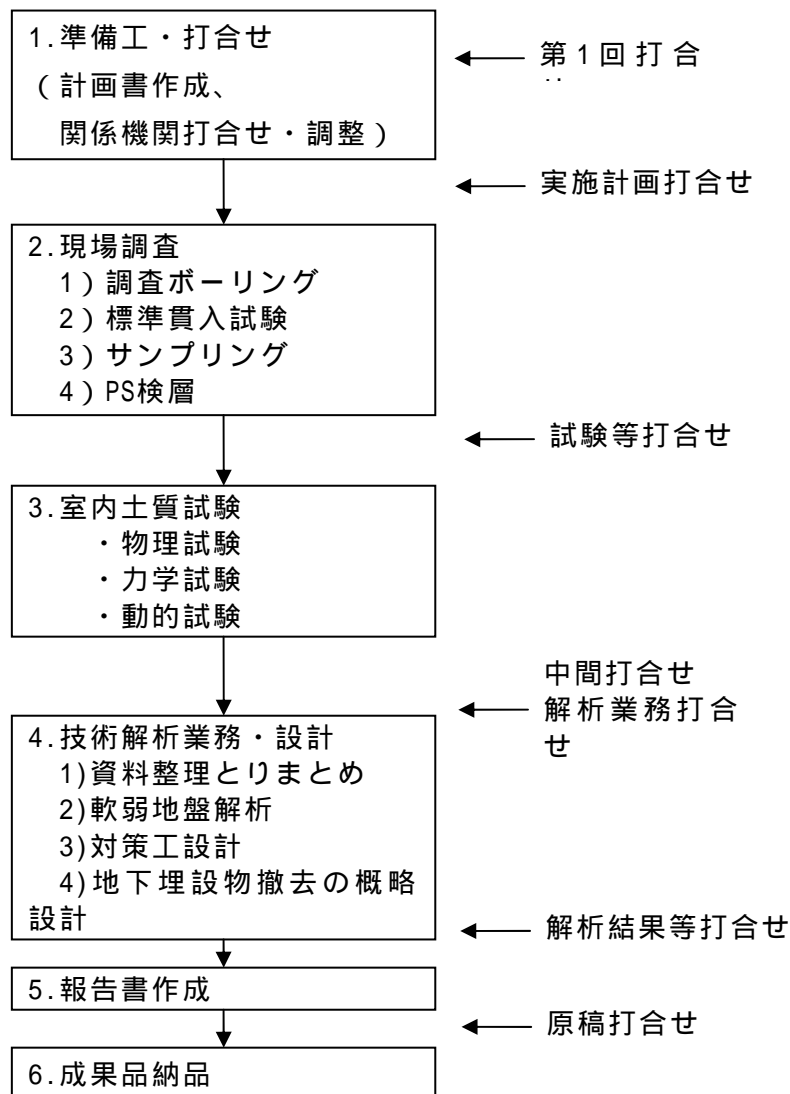 1.準備工・打合せ
第1回打合
(計画書作成、
関係機関打合せ・調整)
実施計画打合せ
2.現場調査
1)調査ボーリング
2)標準貫入試験
3)サンプリング
4)PS検層
試験等打合せ
3.室内土質試験
・物理試験
・力学試験
・動的試験
中間打合せ
解析業務打合
せ
4.技術解析業務・設計
1)資料整理とりまとめ
2)軟弱地盤解析
3)対策工設計
4)地下埋設物撤去の概略
設計
解析結果等打合せ
5.報告書作成
原稿打合せ
6.成果品納品